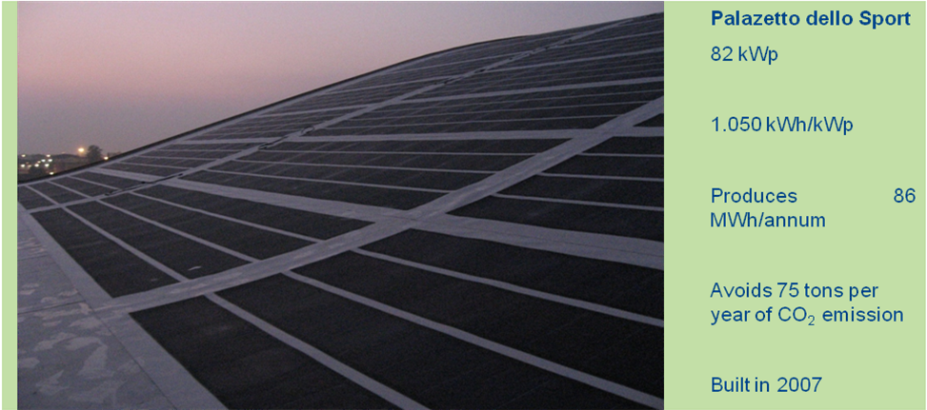 Palazetto dello Sport
82 kWp
1.050 kWh/kWp
Produces 86
MWh/annum
Avoids 75 tons per
year of CO₂ emission
Built in 2007